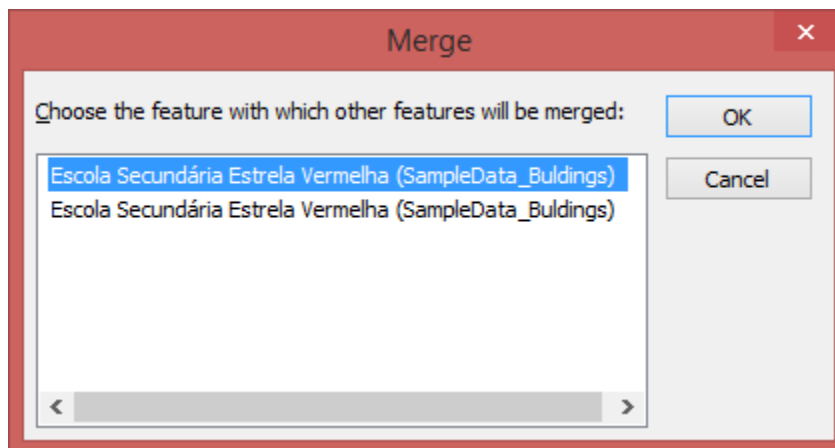 Merge
Choose the feature with which other features will be merged:
OK
Escola Secundária Estrela Vermelha (SampleData_Buldings)
Cancel
Escola Secundária Estrela Vermelha (SampleData_Buldings)